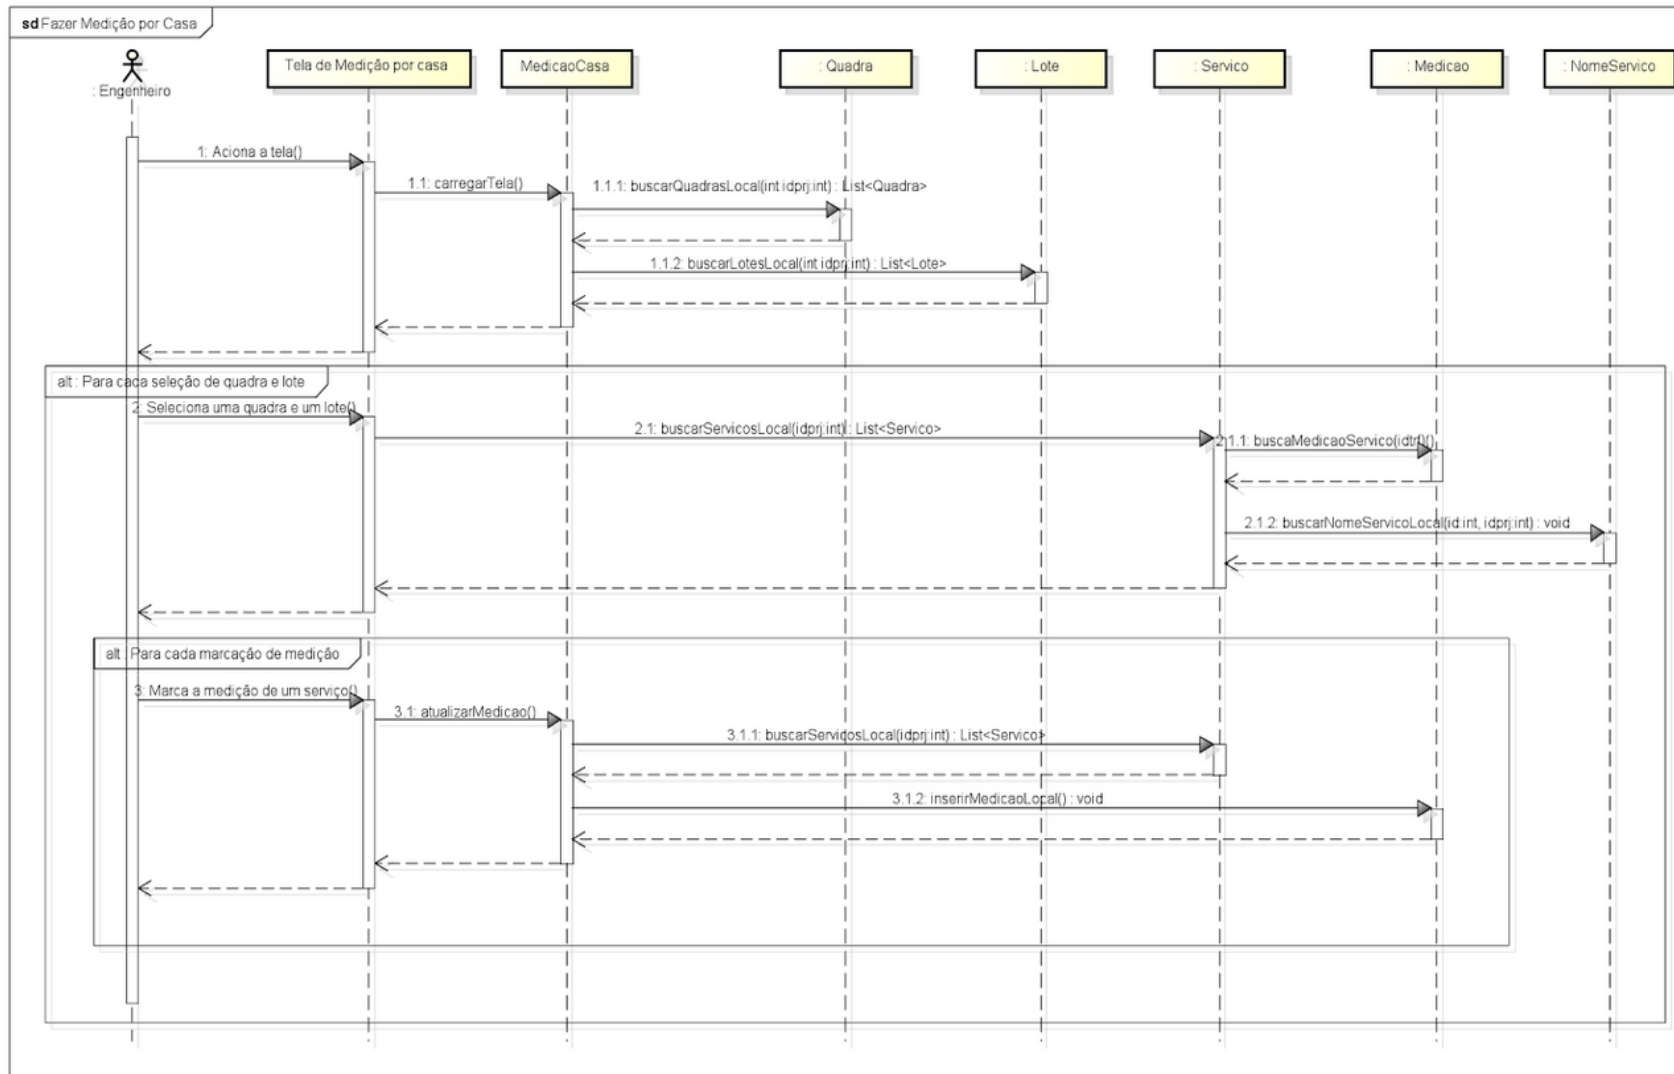 sd Fazer Medição por Casa
: Engenheiro
Tela de Medição por casa
MedicaoCasa
: Quadra
: Lote
: Servico
: Medicao
: NomeServico
1: Aciona a tela()
1.1: carregarTela()
1.1.1: buscarQuadrasLocal(int idprj:int) : List<Quadra>
1.1.2: buscarLotesLocal(int idprj:int) : List<Lote>
alt : Para cada seleção de quadra e lote
2: Seleciona uma quadra e um lote()
2.1: buscarServicosLocal(idprj:int) : List<Servico>
2.1.1: buscaMedicaoServico(idtrf)()
2.1.2: buscarNomeServicoLocal(id:int, idprj:int) : void
alt : Para cada marcação de medição
3: Marca a medição de um serviço()
3.1: atualizarMedicao()
3.1.1: buscarServicosLocal(idprj:int) : List<Servico>
3.1.2: inserirMedicaoLocal() : void